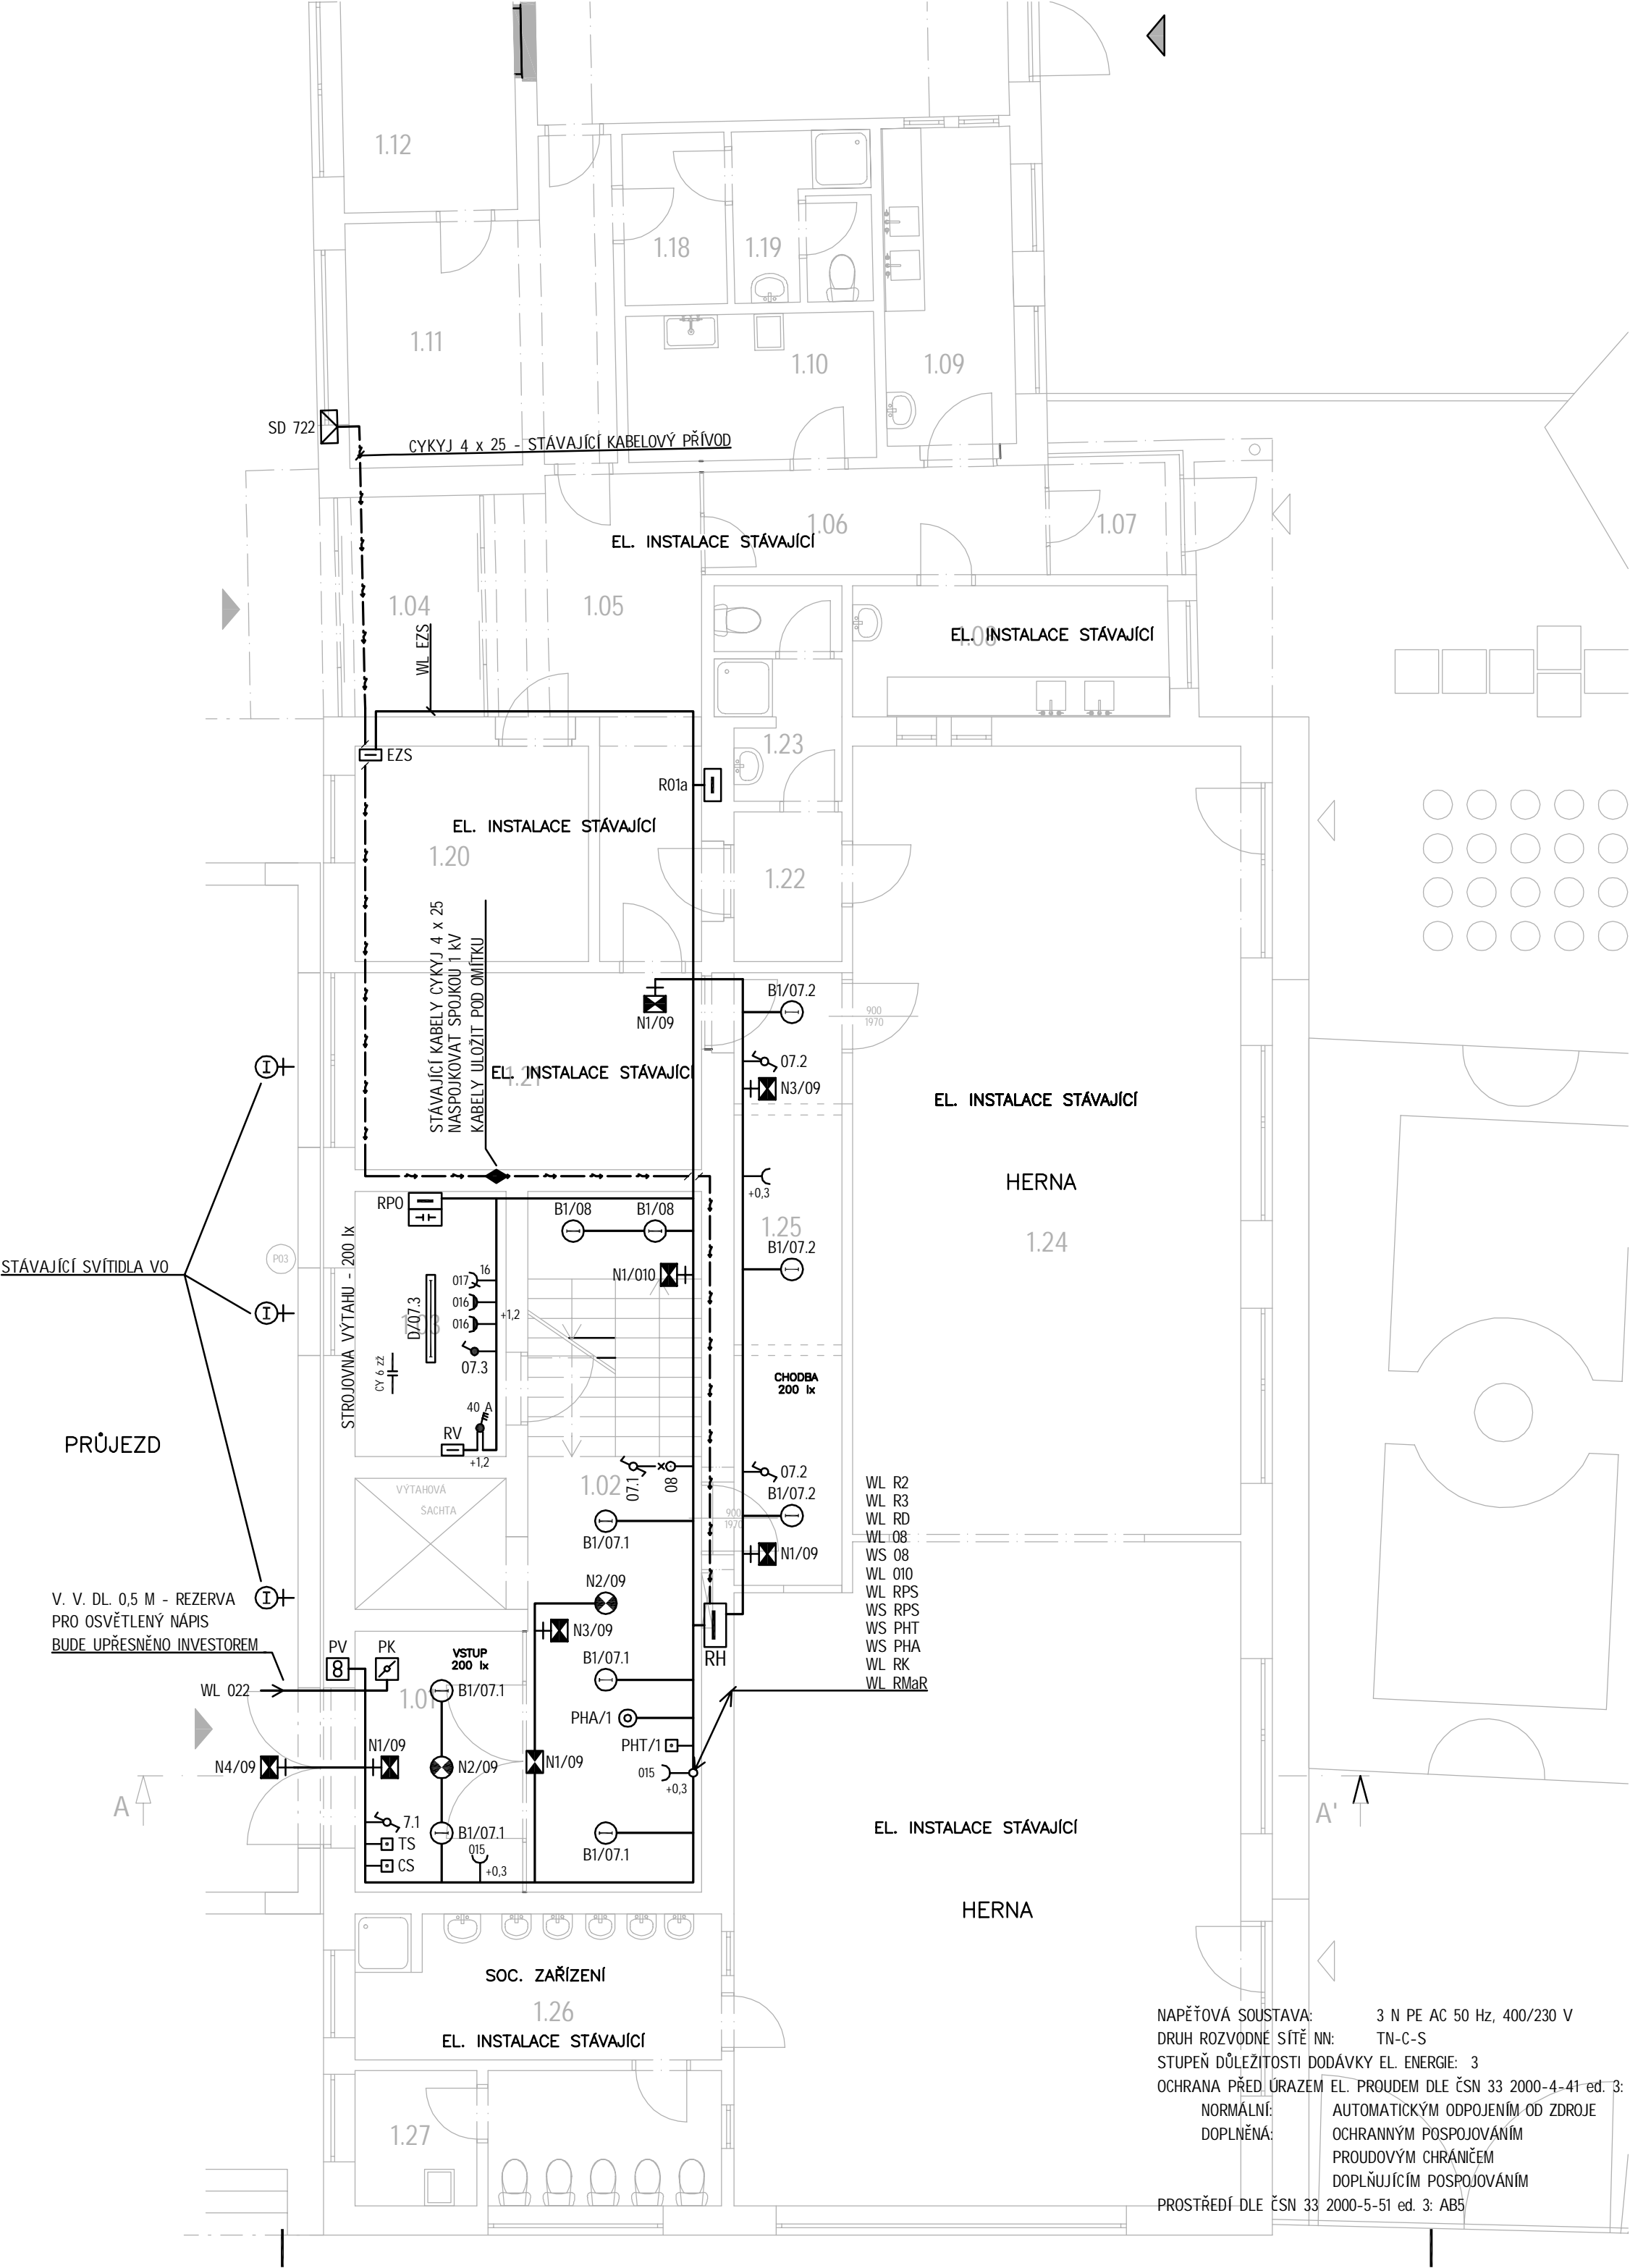 1.12
1.18
1.19
1.11
1.10
1.09
SD 722
CYKYJ 4 x 25 - STÁVAJÍCÍ KABELOVÝ PŘÍVOD
1.06
1.07
EL. INSTALACE STÁVAJÍCÍ
1.04
1.05
WL EZS
EL. INSTALACE STÁVAJÍCÍ
1.08
EZS
1.23
R01a
EL. INSTALACE STÁVAJÍCÍ
1.20
1.22
STÁVAJÍCÍ KABELY CYKYJ 4 x 25
NASPOJKOVAT SPOJKOU 1 kV
KABELY ULOŽIT POD OMÍTKU
B1/07.2
N1/09
900
1970
07.2
EL. INSTALACE STÁVAJÍCÍ
1.21
N3/09
EL. INSTALACE STÁVAJÍCÍ
HERNA
+0,3
RPO
B1/08
B1/08
1.25
1.24
B1/07.2
STÁVAJÍCÍ SVÍTIDLA VO
P03
STROJOVNA VÝTAHU - 200 lx
16
017
N1/010
016
+1,2
D/07.3
1.03
016
07.3
CY 6 zž
CHODBA
200 lx
40 A
RV
+1,2
PRŮJEZD
07.1
08
1.02
07.2
VÝTAHOVÁ
ŠACHTA
B1/07.2
900
1970
B1/07.1
N1/09
WL R2
WL R3
WL RD
WL 08
WS 08
WL 010
WL RPS
WS RPS
WS PHT
WS PHA
WL RK
WL RMaR
N2/09
V. V. DL. 0,5 M - REZERVA
PRO OSVĚTLENÝ NÁPIS
BUDE UPŘESNĚNO INVESTOREM
N3/09
PV
PK
VSTUP
200 lx
B1/07.1
RH
WL 022
1.01
B1/07.1
PHA/1
N1/09
PHT/1
N4/09
N2/09
N1/09
015
+0,3
A
A'
7.1
TS
CS
B1/07.1
015
+0,3
B1/07.1
EL. INSTALACE STÁVAJÍCÍ
HERNA
SOC. ZAŘÍZENÍ
1.26
EL. INSTALACE STÁVAJÍCÍ
1.27
NAPĚŤOVÁ SOUSTAVA: 3 N PE AC 50 Hz, 400/230 V
DRUH ROZVODNÉ SÍTĚ NN: TN-C-S
STUPEŇ DŮLEŽITOSTI DODÁVKY EL. ENERGIE: 3
OCHRANA PŘED ÚRAZEM EL. PROUDEM DLE ČSN 33 2000-4-41 ed. 3:
NORMÁLNÍ: AUTOMATICKÝM ODPOJENÍM OD ZDROJE
DOPLNĚNÁ: OCHRANNÝM POSPOJOVÁNÍM
PROUDOVÝM CHRÁNIČEM
DOPLŇUJÍCÍM POSPOJOVÁNÍM
PROSTŘEDÍ DLE ČSN 33 2000-5-51 ed. 3: AB5